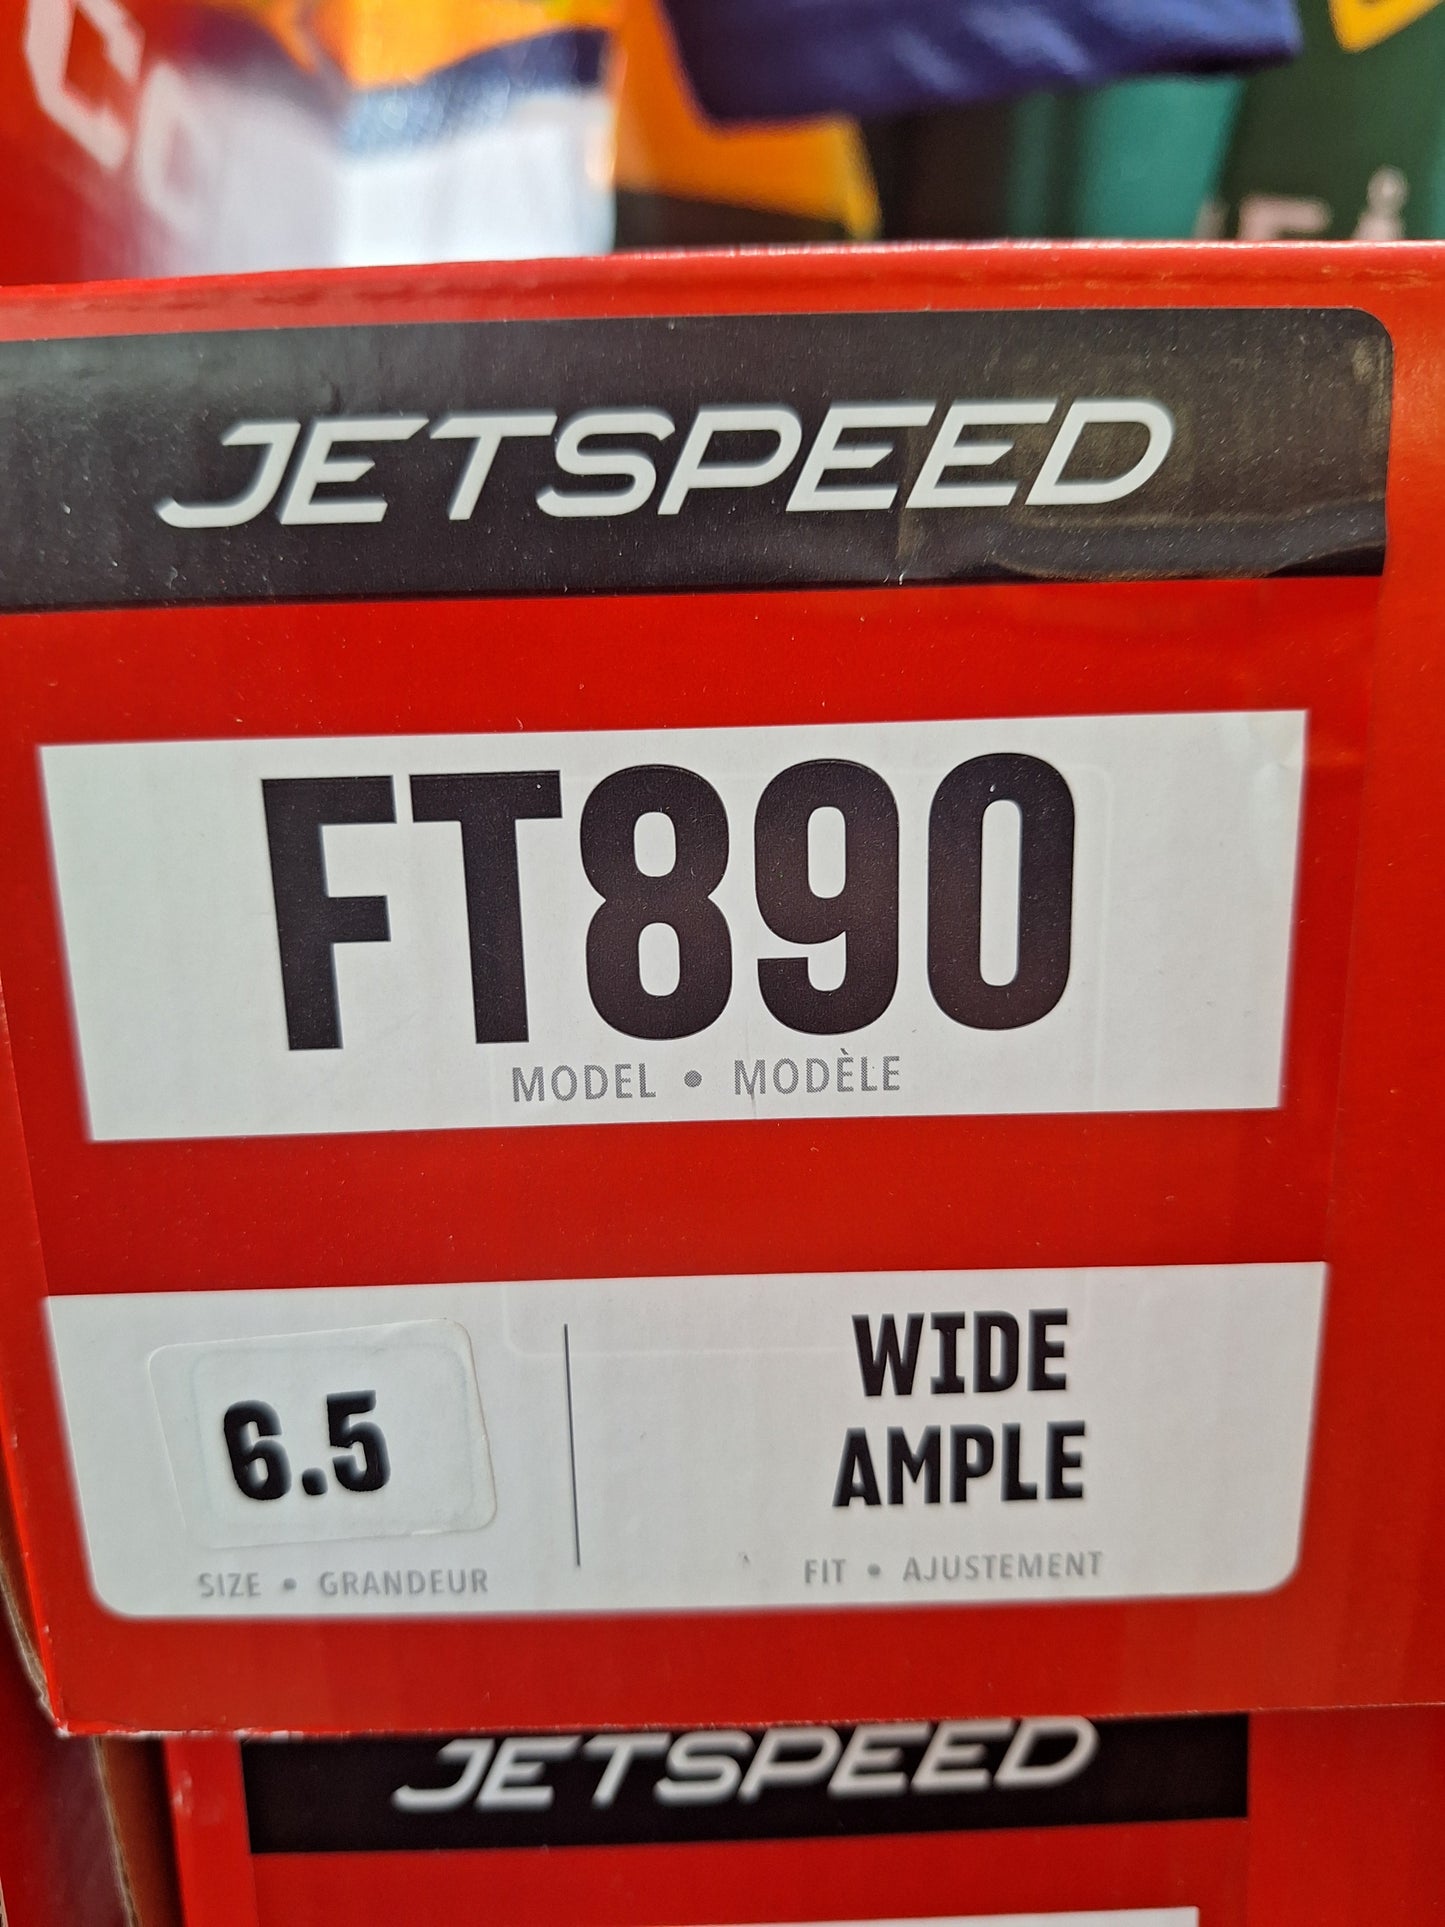 JETSPEED
FT890
MODEL • MODÈLE
6.5
SIZE • GRANDEUR
WIDE
AMPLE
FIT • AJUSTEMENT
JETSPEED